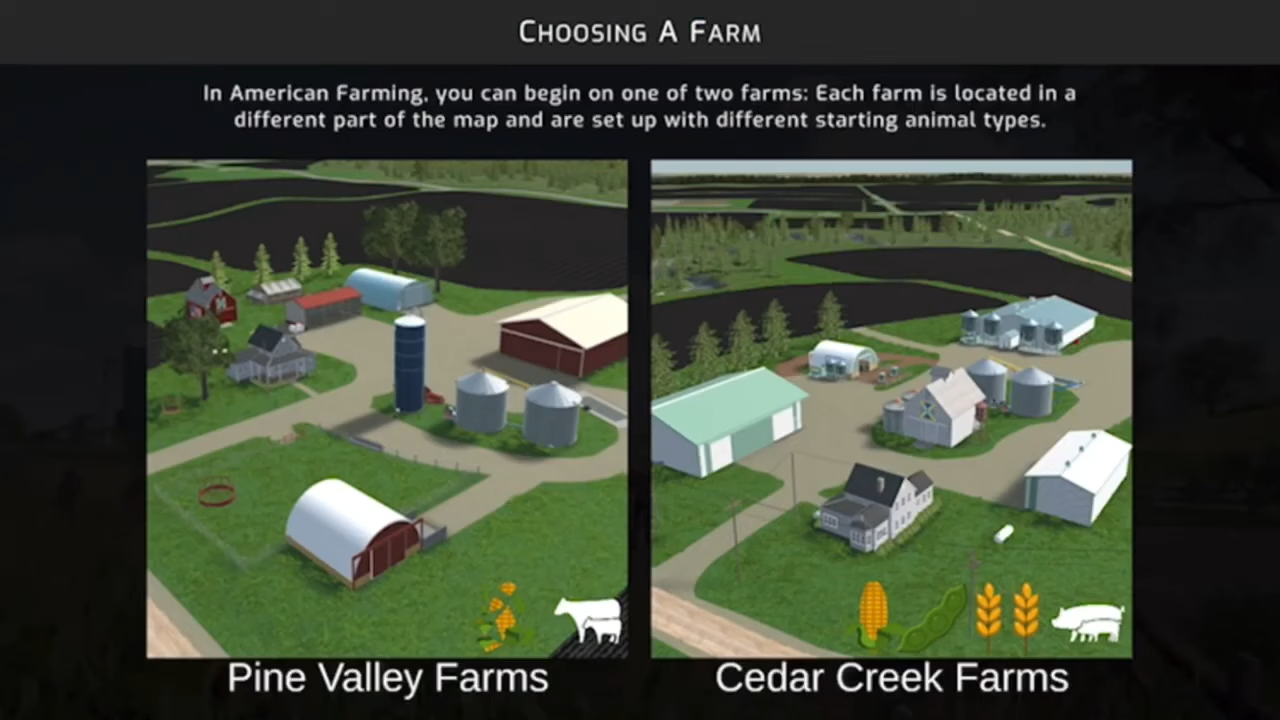 CHOOSING A FARM
In American Farming, you can begin on one of two farms: Each farm is located in a
different part of the map and are set up with different starting animal types.
Pine Valley Farms
Cedar Creek Farms